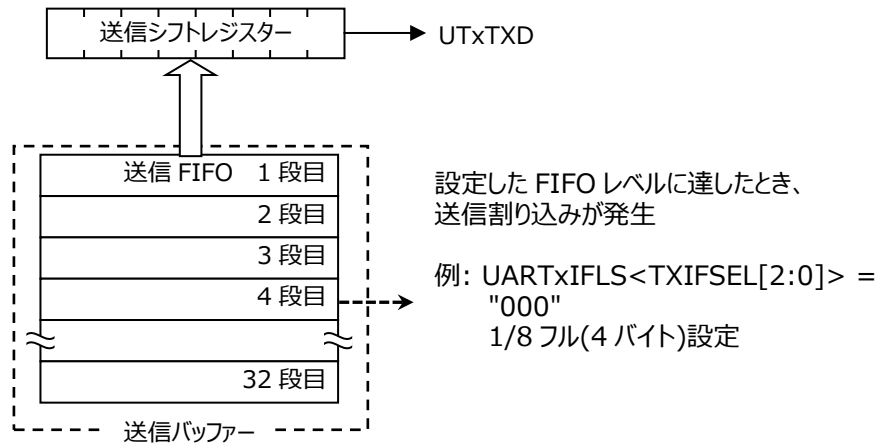 送信シフトレジスター
UTxTXD
送信 FIFO 1 段目
2 段目
3 段目
4 段目
32 段目
送信バッファー
設定した FIFO レベルに達したとき、
送信割り込みが発生
例: UARTxIFLS<TXIFSEL[2:0]> =
"000"
1/8 フル(4 バイト)設定